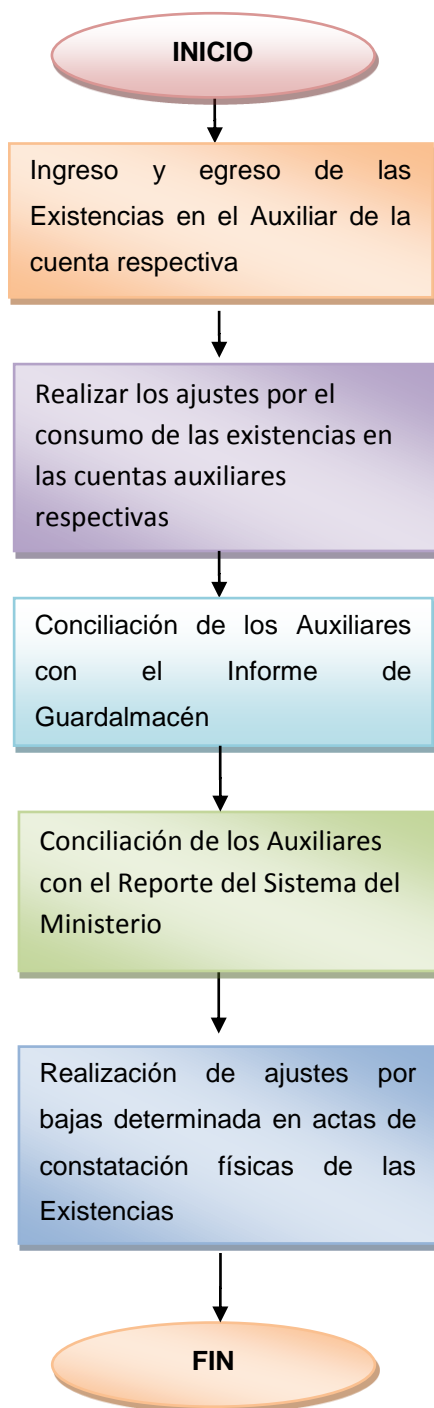 INICIO
Ingreso y egreso de las
Existencias en el Auxiliar de la
cuenta respectiva
Realizar los ajustes por el
consumo de las existencias en
las cuentas auxiliares
respectivas
Conciliación de los Auxiliares
con el Informe de
Guardalmacén
Conciliación de los Auxiliares
con el Reporte del Sistema del
Ministerio
Realización de ajustes por
bajas determinada en actas de
constatación físicas de las
Existencias
FIN